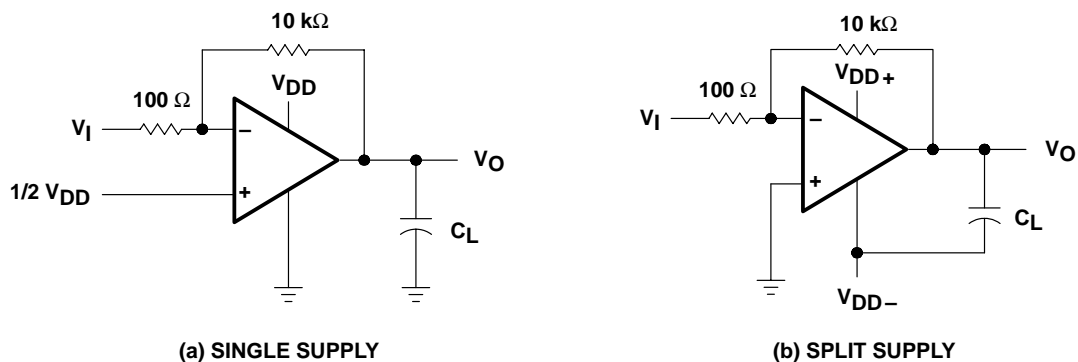 10 kΩ
VDD
100 Ω
VI
−
+
1/2 VDD
VO
CL
(a) SINGLE SUPPLY
10 kΩ
VDD+
100 Ω
VI
−
+
VO
CL
VDD−
(b) SPLIT SUPPLY